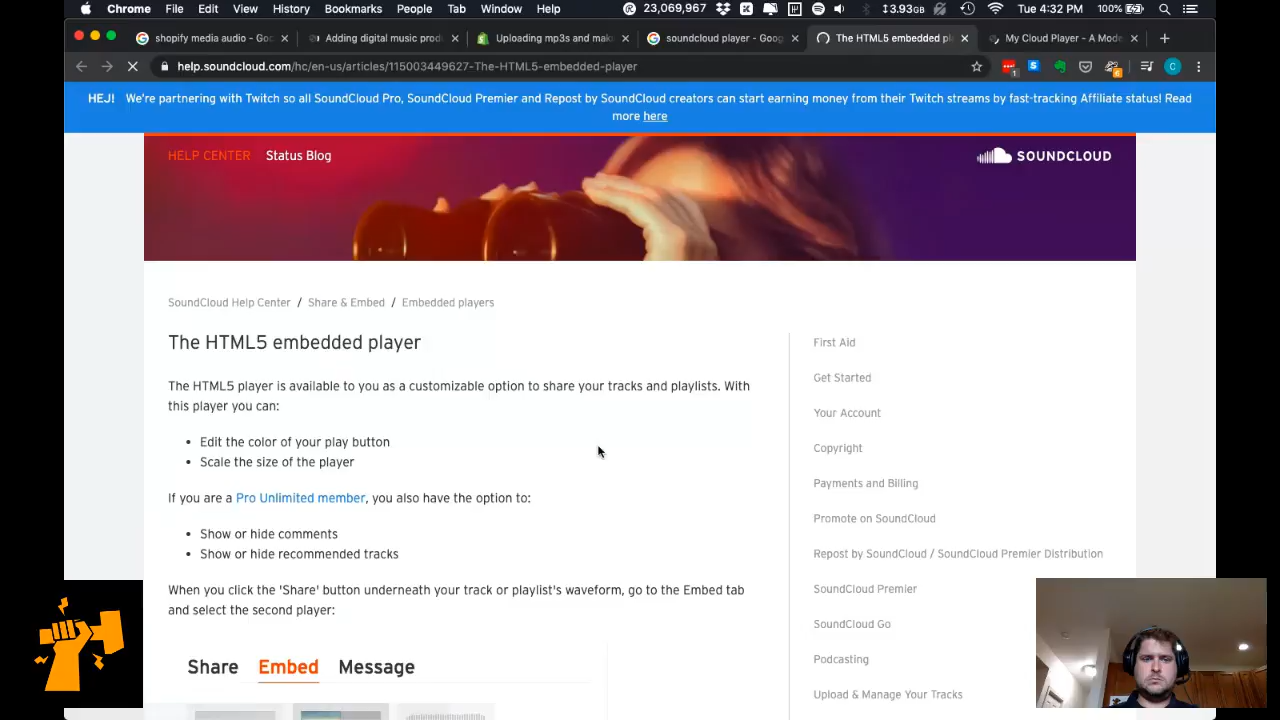 Chrome File Edit View History Bookmarks People Tab Window Help 23,069,967 3.93GB Tue 4:32 PM 100%
shopify media audio - Goo
Adding digital music prod
Uploading mp3s and mak
soundcloud player - Goog
The HTML5 embedded pl
My Cloud Player - A Mode
help.soundcloud.com/hc/en-us/articles/115003449627-The-HTML5-embedded-player
HEJ! We're partnering with Twitch so all SoundCloud Pro, SoundCloud Premier and Repost by SoundCloud creators can start earning money from their Twitch streams by fast-tracking Affiliate status! Read
more here
HELP CENTER Status Blog
SOUNDCLOUD
SoundCloud Help Center / Share & Embed / Embedded players
The HTML5 embedded player
The HTML5 player is available to you as a customizable option to share your tracks and playlists. With
this player you can:
• Edit the color of your play button
• Scale the size of the player
If you are a Pro Unlimited member, you also have the option to:
• Show or hide comments
• Show or hide recommended tracks
When you click the 'Share' button underneath your track or playlist's waveform, go to the Embed tab
and select the second player:
Share Embed Message
First Aid
Get Started
Your Account
Copyright
Payments and Billing
Promote on SoundCloud
Repost by SoundCloud / SoundCloud Premier Distribution
SoundCloud Premier
SoundCloud Go
Podcasting
Upload & Manage Your Tracks